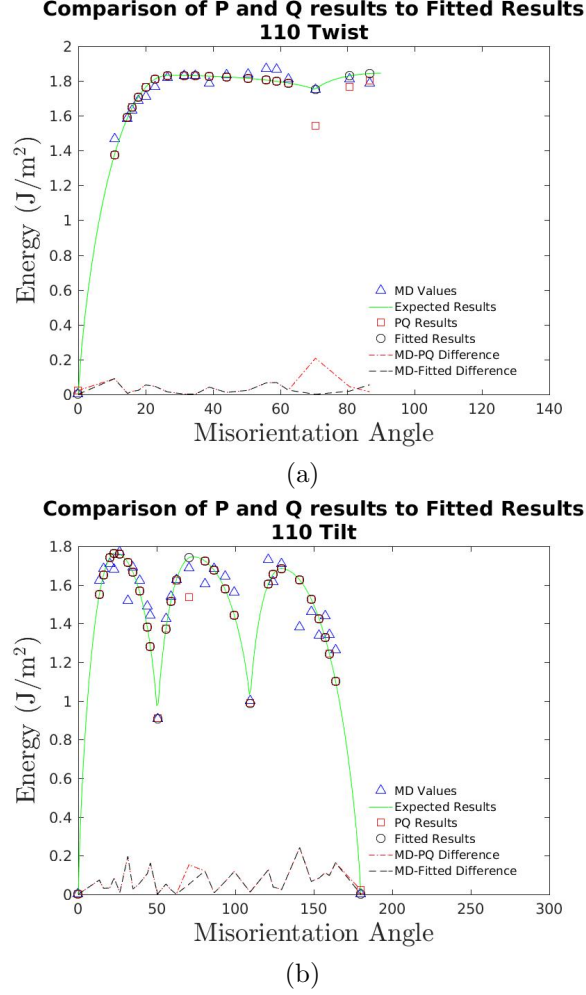 Comparison of P and Q results to Fitted Results
110 Twist
2
1.8
1.6
1.4
1.2
1
0.8
0.6
0.4
0.2
0
Energy (J/m²)
MD Values
Expected Results
PQ Results
Fitted Results
MD-PQ Difference
MD-Fitted Difference
0 20 40 60 80 100 120 140
Misorientation Angle
(a)
Comparison of P and Q results to Fitted Results
110 Tilt
1.8
1.6
1.4
1.2
1
0.8
0.6
0.4
0.2
0
Energy (J/m²)
MD Values
Expected Results
PQ Results
Fitted Results
MD-PQ Difference
MD-Fitted Difference
0 50 100 150 200 250 300
Misorientation Angle
(b)